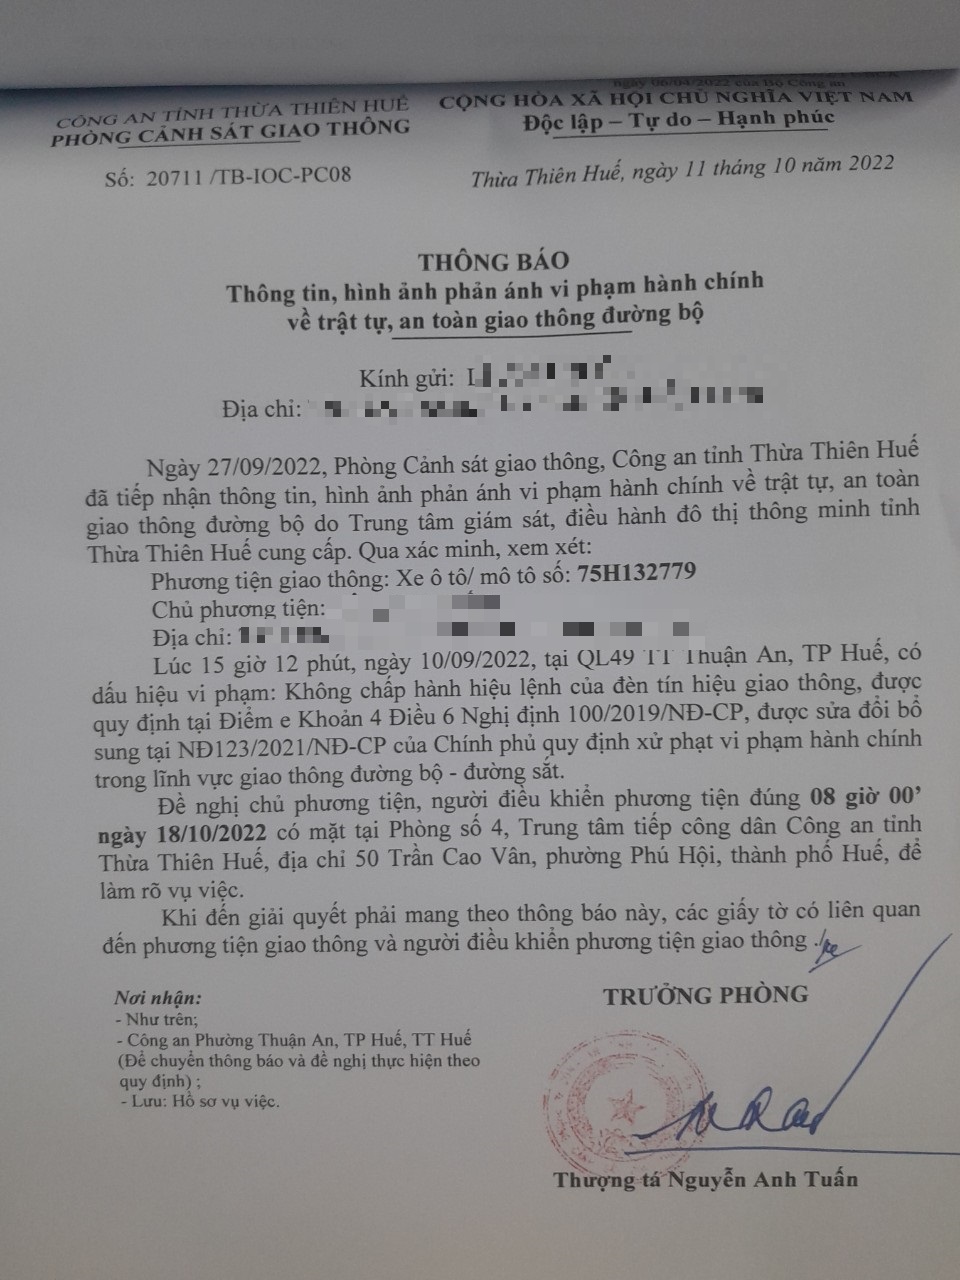 ngày 06/04/2022 của Bộ Công an
CÔNG AN TỈNH THỪA THIÊN HUẾ
PHÒNG CẢNH SÁT GIAO THÔNG
CỘNG HÒA XÃ HỘI CHỦ NGHĨA VIỆT NAM
Độc lập – Tự do – Hạnh phúc
Số: 20711 /TB-IOC-PC08
Thừa Thiên Huế, ngày 11 tháng 10 năm 2022
THÔNG BÁO
Thông tin, hình ảnh phản ánh vi phạm hành chính
về trật tự, an toàn giao thông đường bộ
Kính gửi:
Địa chỉ:
Ngày 27/09/2022, Phòng Cảnh sát giao thông, Công an tỉnh Thừa Thiên Huế
đã tiếp nhận thông tin, hình ảnh phản ánh vi phạm hành chính về trật tự, an toàn
giao thông đường bộ do Trung tâm giám sát, điều hành đô thị thông minh tỉnh
Thừa Thiên Huế cung cấp. Qua xác minh, xem xét:
Phương tiện giao thông: Xe ô tô/ mô tô số: 75H132779
Chủ phương tiện:
Địa chỉ:
Lúc 15 giờ 12 phút, ngày 10/09/2022, tại QL49 TT Thuận An, TP Huế, có
dấu hiệu vi phạm: Không chấp hành hiệu lệnh của đèn tín hiệu giao thông, được
quy định tại Điểm e Khoản 4 Điều 6 Nghị định 100/2019/NĐ-CP, được sửa đổi bổ
sung tại NĐ123/2021/NĐ-CP của Chính phủ quy định xử phạt vi phạm hành chính
trong lĩnh vực giao thông đường bộ - đường sắt.
Đề nghị chủ phương tiện, người điều khiển phương tiện đúng 08 giờ 00’
ngày 18/10/2022 có mặt tại Phòng số 4, Trung tâm tiếp công dân Công an tỉnh
Thừa Thiên Huế, địa chỉ 50 Trần Cao Vân, phường Phú Hội, thành phố Huế, để
làm rõ vụ việc.
Khi đến giải quyết phải mang theo thông báo này, các giấy tờ có liên quan
đến phương tiện giao thông và người điều khiển phương tiện giao thông ./.
Nơi nhận:
- Như trên;
- Công an Phường Thuận An, TP Huế, TT Huế
(Để chuyển thông báo và đề nghị thực hiện theo
quy định) ;
- Lưu: Hồ sơ vụ việc.
TRƯỞNG PHÒNG
Thượng tá Nguyễn Anh Tuấn